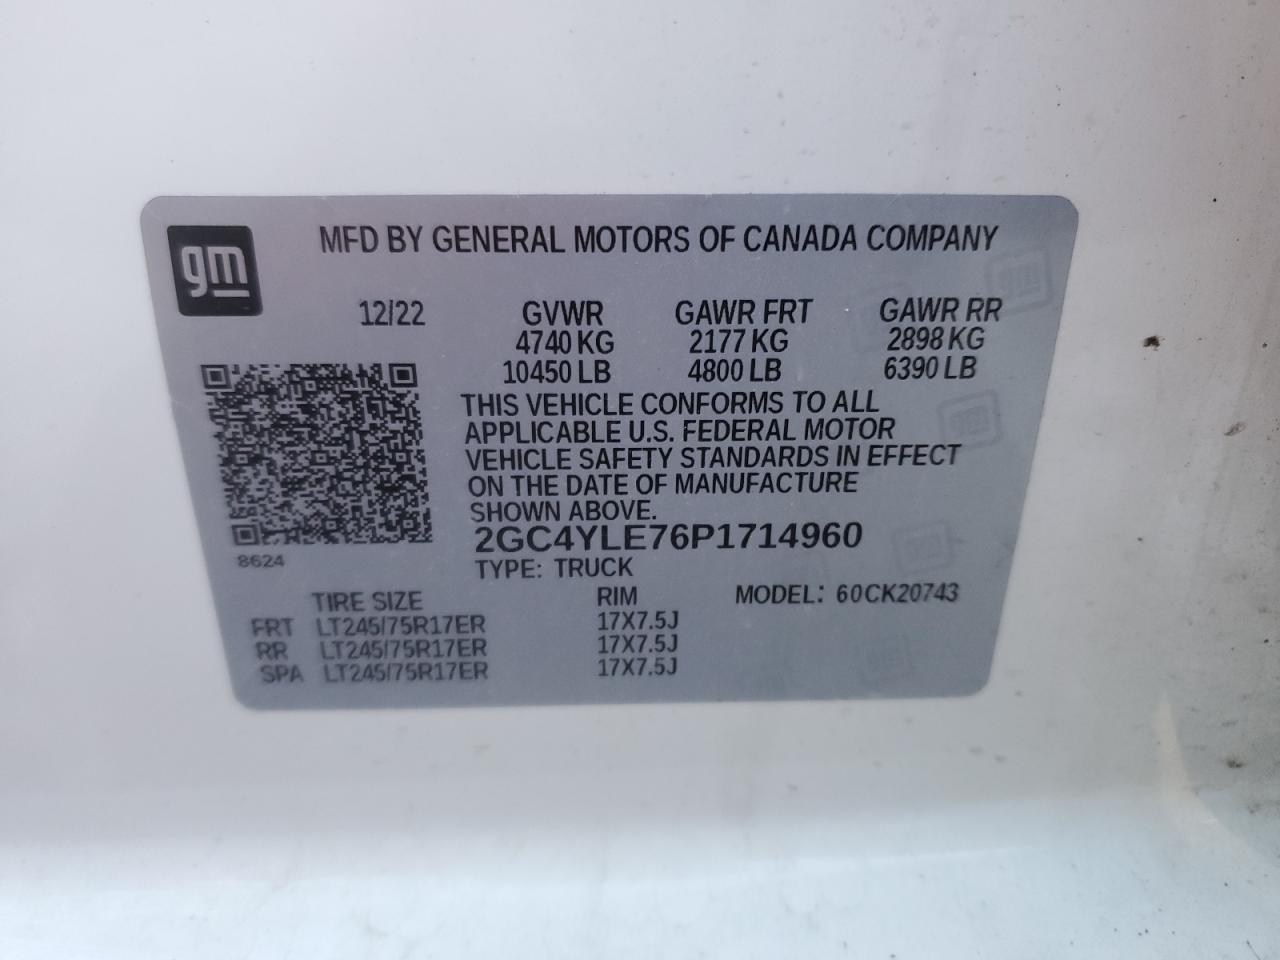 gm
MFD BY GENERAL MOTORS OF CANADA COMPANY
12/22 GVWR GAWR FRT GAWR RR
4740 KG 2177 KG 2898 KG
10450 LB 4800 LB 6390 LB
THIS VEHICLE CONFORMS TO ALL
APPLICABLE U.S. FEDERAL MOTOR
VEHICLE SAFETY STANDARDS IN EFFECT
ON THE DATE OF MANUFACTURE
SHOWN ABOVE.
2GC4YLE76P1714960
8624
TYPE: TRUCK
TIRE SIZE RIM MODEL: 60CK20743
FRT LT245/75R17ER 17X7.5J
RR LT245/75R17ER 17X7.5J
SPA LT245/75R17ER 17X7.5J